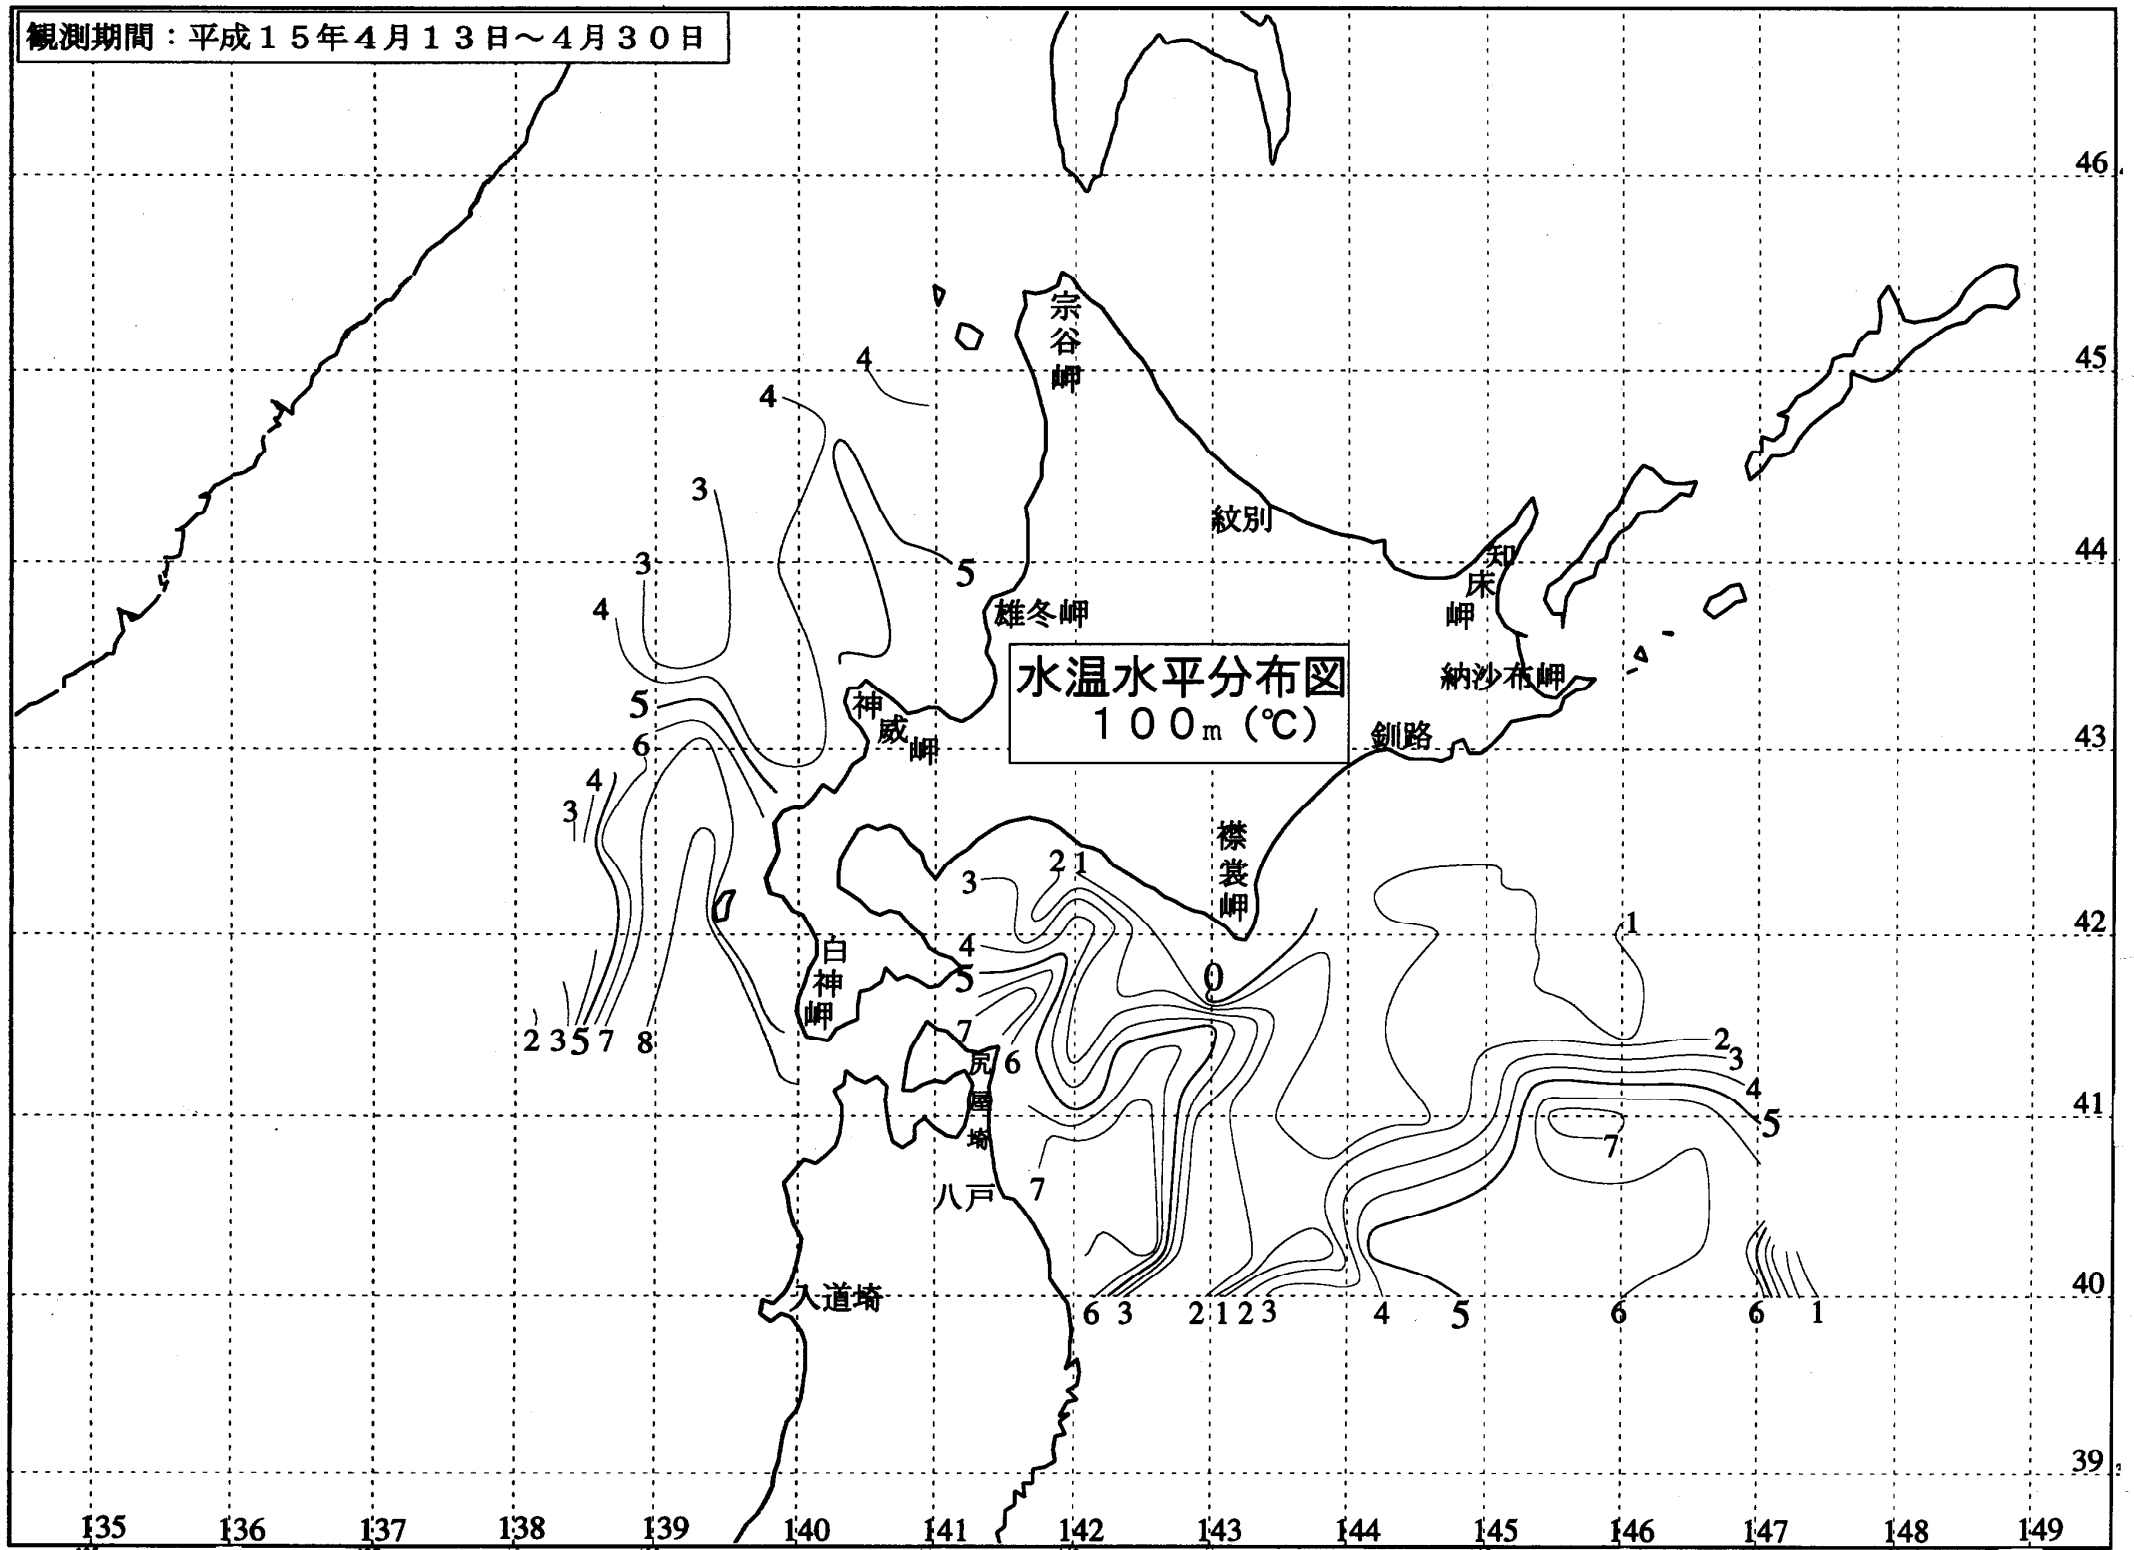 観測期間：平成１５年４月１３日～４月３０日
46
宗谷岬
4
45
4
3
紋別
3
44
5
知床岬
4
雄冬岬
水温水平分布図
１００ｍ（℃）
納沙布岬
5
神威岬
6
釧路
43
4
3
襟裳岬
2 1
3
1
42
4
白神岬
5
0
7
2 3 5 7 8
尻屋埼
6
2
3
4
5
41
7
7
八戸
入道埼
40
6 3 2 1 2 3 4 5 6 6 1
39
135 136 137 138 139 140 141 142 143 144 145 146 147 148 149